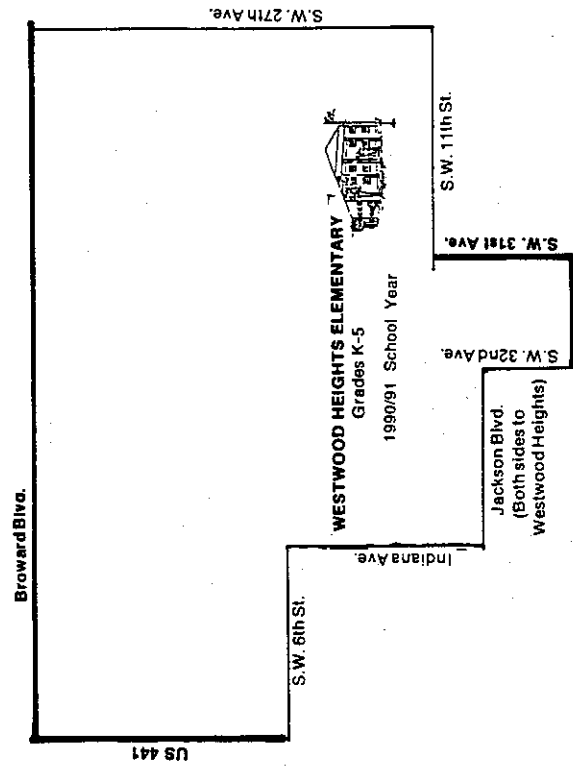 Broward Blvd.
S.W. 27th Ave.
US 441
S.W. 6th St.
Indiana Ave.
WESTWOOD HEIGHTS ELEMENTARY
Grades K-5
1990/91 School Year
S.W. 11th St.
S.W. 31st Ave.
S.W. 32nd Ave.
Jackson Blvd.
(Both sides to
Westwood Heights)